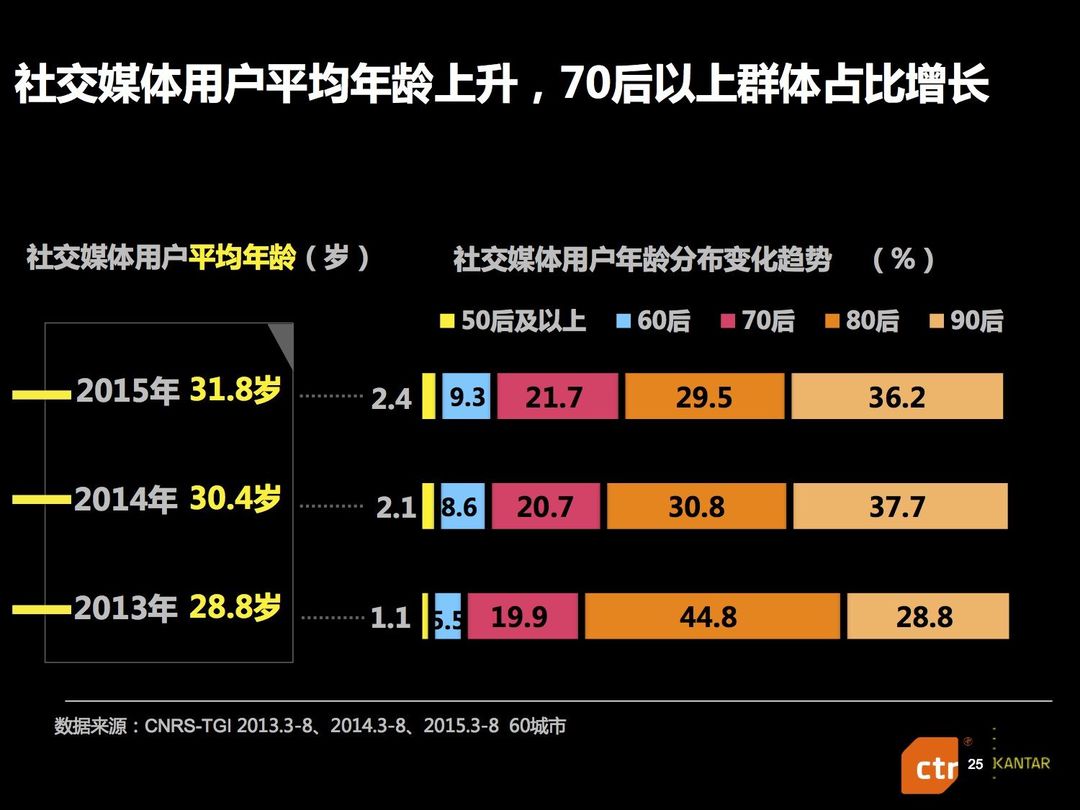 社交媒体用户平均年龄上升，70后以上群体占比增长
社交媒体用户平均年龄（岁）
社交媒体用户年龄分布变化趋势 （%）
50后及以上 60后 70后 80后 90后
2015年 31.8岁 2.4 9.3 21.7 29.5 36.2
2014年 30.4岁 2.1 8.6 20.7 30.8 37.7
2013年 28.8岁 1.1 5.5 19.9 44.8 28.8
数据来源：CNRS-TGI 2013.3-8、2014.3-8、2015.3-8 60城市
ctr 25 KANTAR